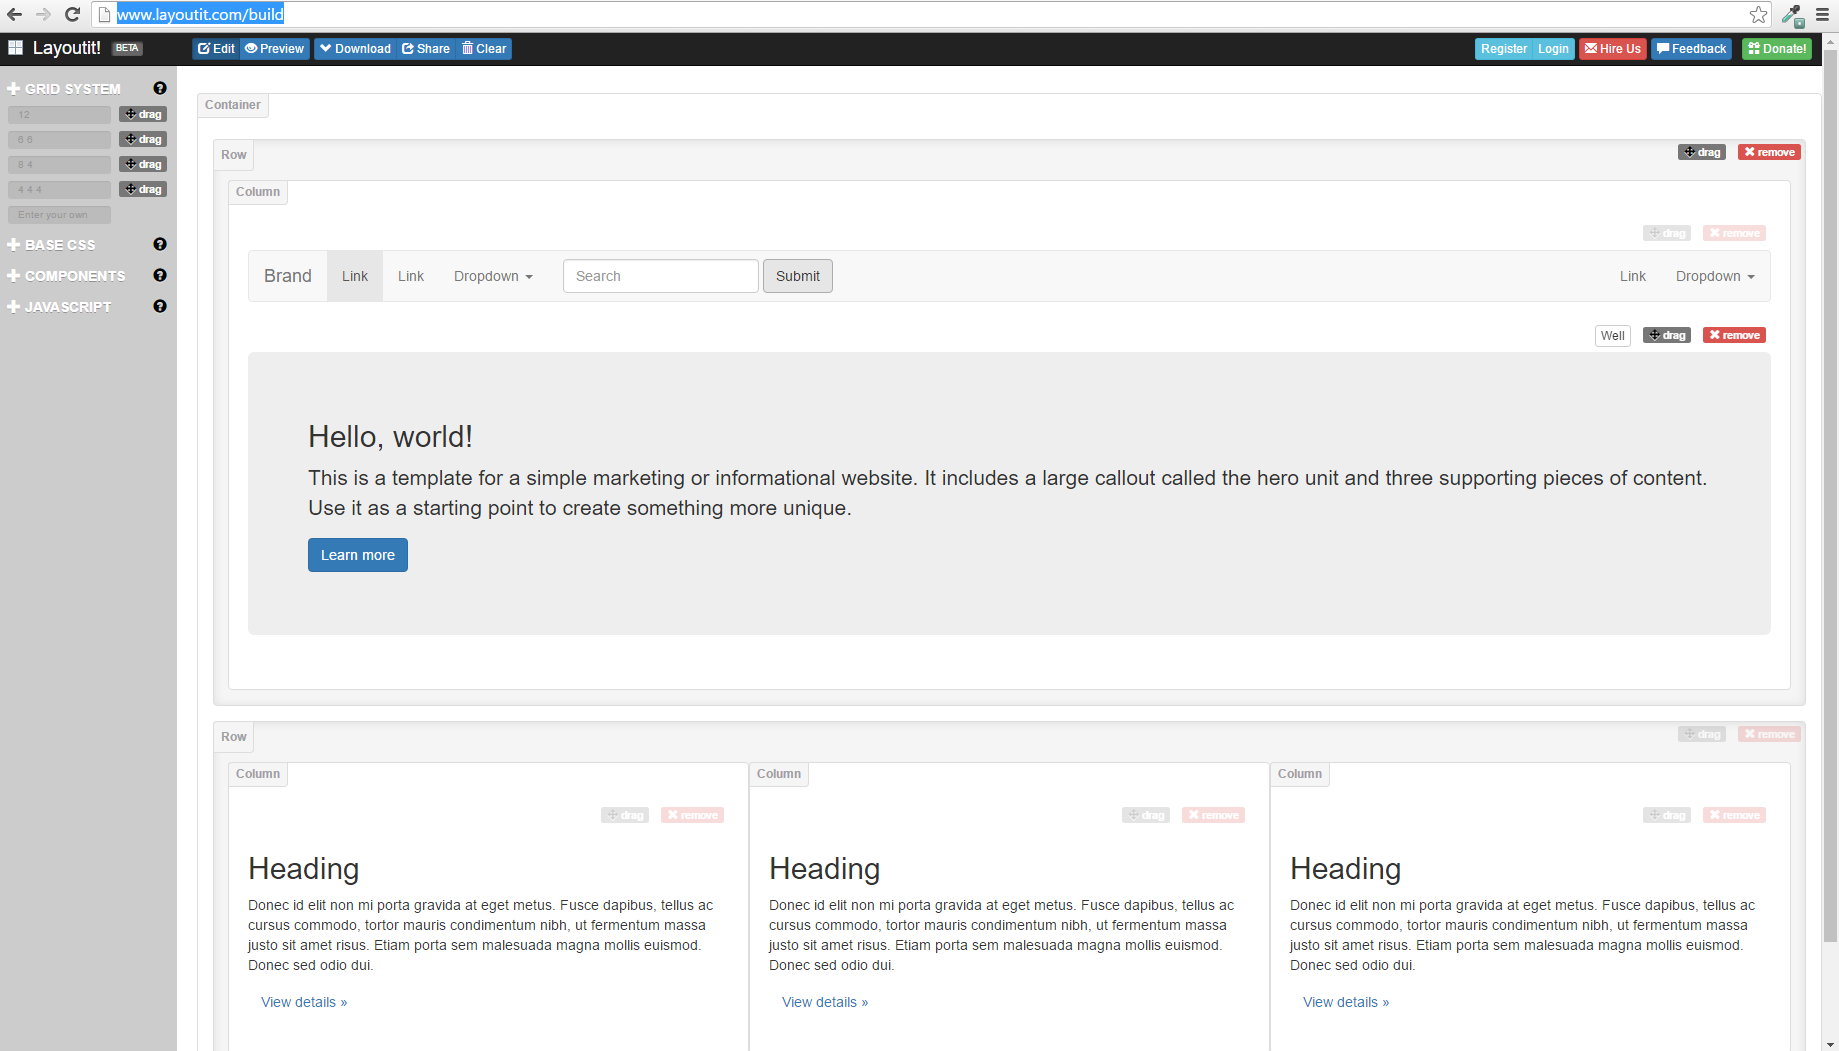 www.layoutit.com/build
Layoutit! BETA Edit Preview Download Share Clear Register Login Hire Us Feedback Donate!
GRID SYSTEM
12 drag
6 6 drag
8 4 drag
4 4 4 drag
Enter your own
BASE CSS
COMPONENTS
JAVASCRIPT
Container
Row drag remove
Column
drag remove
Brand Link Link Dropdown Search Submit Link Dropdown
Well drag remove
Hello, world!
This is a template for a simple marketing or informational website. It includes a large callout called the hero unit and three supporting pieces of content.
Use it as a starting point to create something more unique.
Learn more
Row drag remove
Column
drag remove
Heading
Donec id elit non mi porta gravida at eget metus. Fusce dapibus, tellus ac
cursus commodo, tortor mauris condimentum nibh, ut fermentum massa
justo sit amet risus. Etiam porta sem malesuada magna mollis euismod.
Donec sed odio dui.
View details »
Column
drag remove
Heading
Donec id elit non mi porta gravida at eget metus. Fusce dapibus, tellus ac
cursus commodo, tortor mauris condimentum nibh, ut fermentum massa
justo sit amet risus. Etiam porta sem malesuada magna mollis euismod.
Donec sed odio dui.
View details »
Column
drag remove
Heading
Donec id elit non mi porta gravida at eget metus. Fusce dapibus, tellus ac
cursus commodo, tortor mauris condimentum nibh, ut fermentum massa
justo sit amet risus. Etiam porta sem malesuada magna mollis euismod.
Donec sed odio dui.
View details »